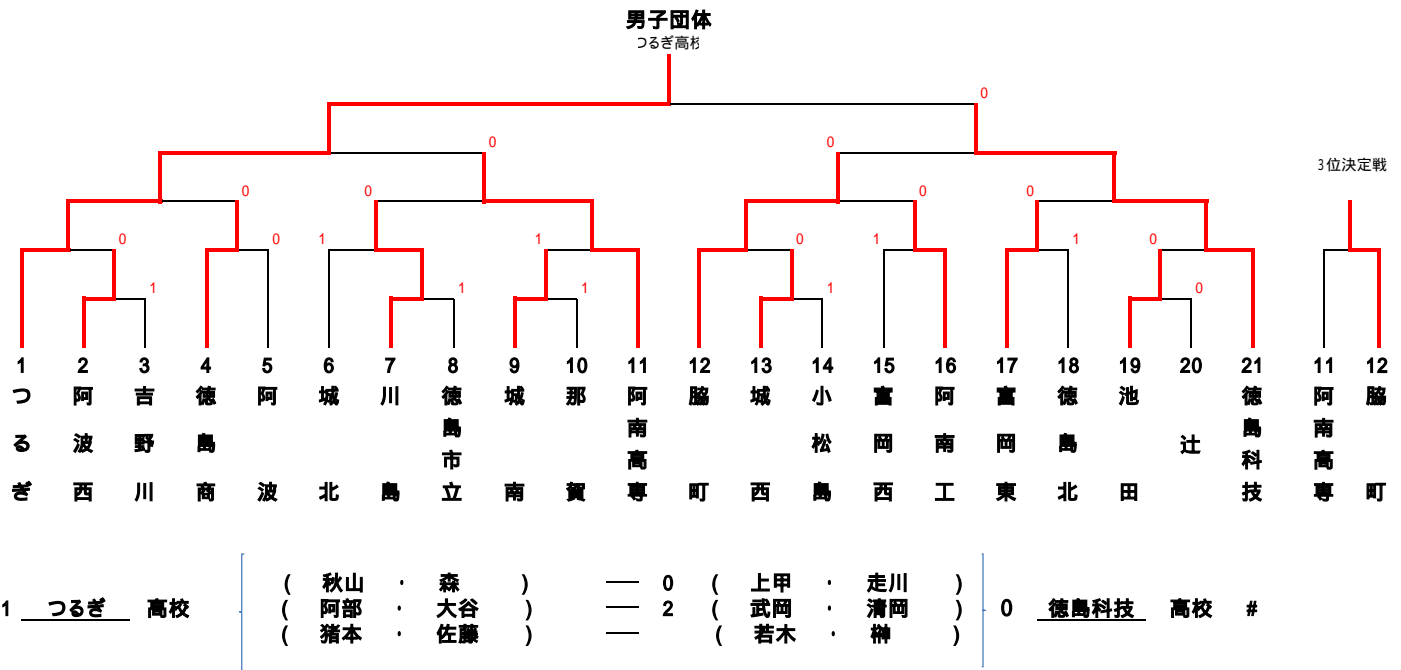 男子団体
つるぎ高校
0
0
0
3位決定戦
0
0
0
0
0
0
1
1
0
1
1
0
1
1
1
1
0
1 2 3 4 5 6 7 8 9 10 11 12 13 14 15 16 17 18 19 20 21 11 12
つるぎ
阿波西
吉野川
徳島商
阿波
城北
川島
徳島市立
城南
那賀
阿南高専
脇町
城西
小松島
富岡西
阿南工
富岡東
徳島北
池田
辻
徳島科技
阿南高専
脇町
( 秋山 ・ 森 ) — 0 ( 上甲 ・ 走川 )
1 つるぎ 高校 ( 阿部 ・ 大谷 ) — 2 ( 武岡 ・ 清岡 ) 0 徳島科技 高校 #
( 猪本 ・ 佐藤 ) — ( 若木 ・ 榊 )